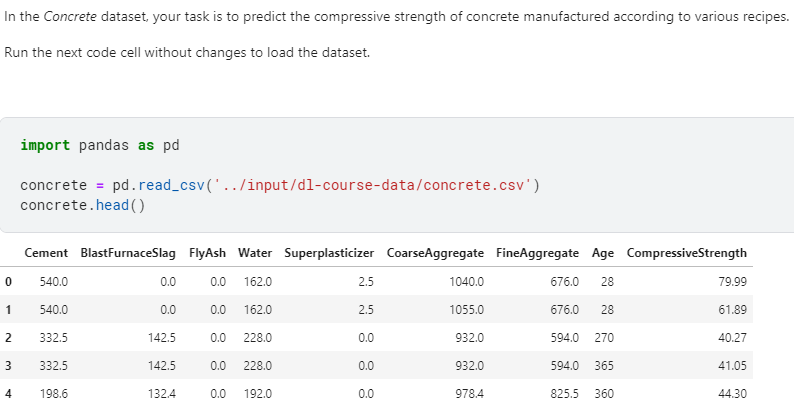 In the Concrete dataset, your task is to predict the compressive strength of concrete manufactured according to various recipes.
Run the next code cell without changes to load the dataset.
import pandas as pd
concrete = pd.read_csv('../input/dl-course-data/concrete.csv')
concrete.head()
Cement BlastFurnaceSlag FlyAsh Water Superplasticizer CoarseAggregate FineAggregate Age CompressiveStrength
0 540.0 0.0 0.0 162.0 2.5 1040.0 676.0 28 79.99
1 540.0 0.0 0.0 162.0 2.5 1055.0 676.0 28 61.89
2 332.5 142.5 0.0 228.0 0.0 932.0 594.0 270 40.27
3 332.5 142.5 0.0 228.0 0.0 932.0 594.0 365 41.05
4 198.6 132.4 0.0 192.0 0.0 978.4 825.5 360 44.30